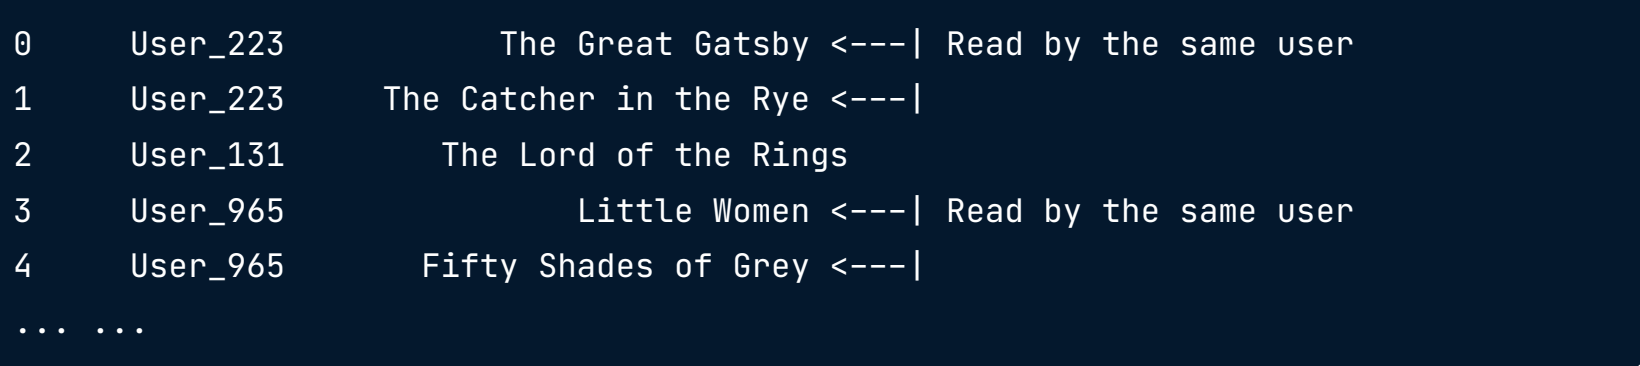 0     User_223           The Great Gatsby <---| Read by the same user
1     User_223     The Catcher in the Rye <---|
2     User_131        The Lord of the Rings
3     User_965               Little Women <---| Read by the same user
4     User_965       Fifty Shades of Grey <---|
... ...